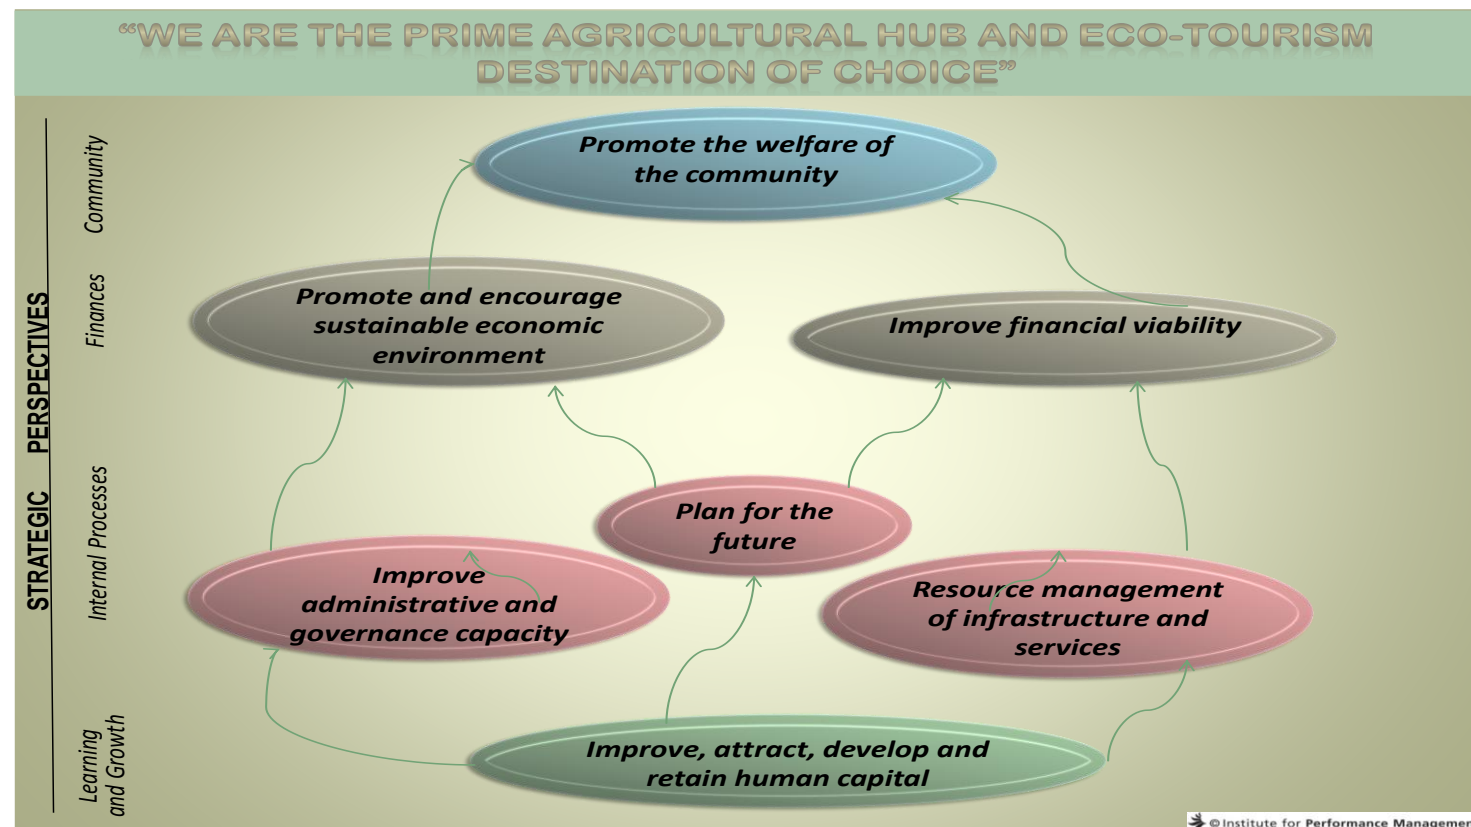 “WE ARE THE PRIME AGRICULTURAL HUB AND ECO-TOURISM
DESTINATION OF CHOICE”
STRATEGIC PERSPECTIVES
Community
Promote the welfare of
the community
Finances
Promote and encourage
sustainable economic
environment
Improve financial viability
Internal Processes
Plan for the
future
Improve
administrative and
governance capacity
Resource management
of infrastructure and
services
Learning
and Growth
Improve, attract, develop and
retain human capital
© Institute for Performance Managemen